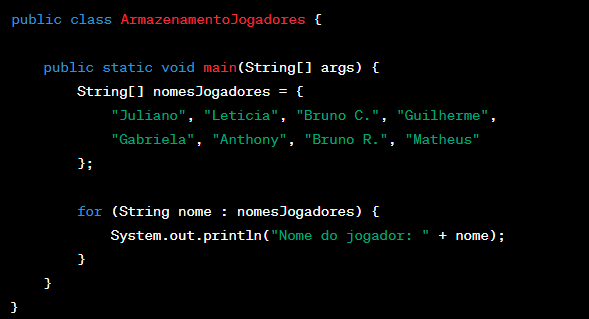 public class ArmazenamentoJogadores {
public static void main(String[] args) {
String[] nomesJogadores = {
"Juliano", "Leticia", "Bruno C.", "Guilherme",
"Gabriela", "Anthony", "Bruno R.", "Matheus"
};
for (String nome : nomesJogadores) {
System.out.println("Nome do jogador: " + nome);
}
}
}